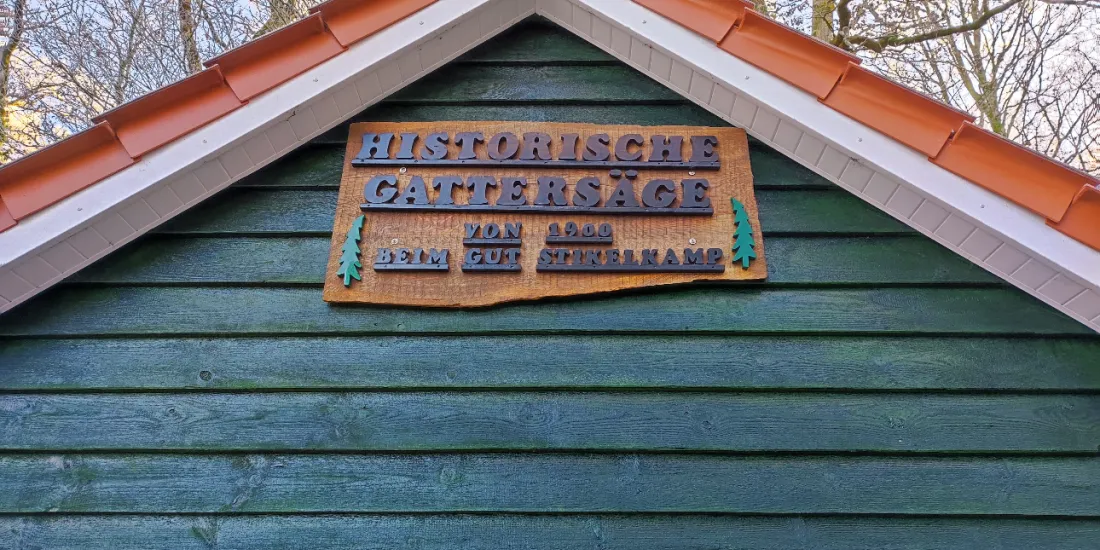 HISTORISCHE
GATTERSÄGE
VON 1900
BEIM GUT STIKELKAMP